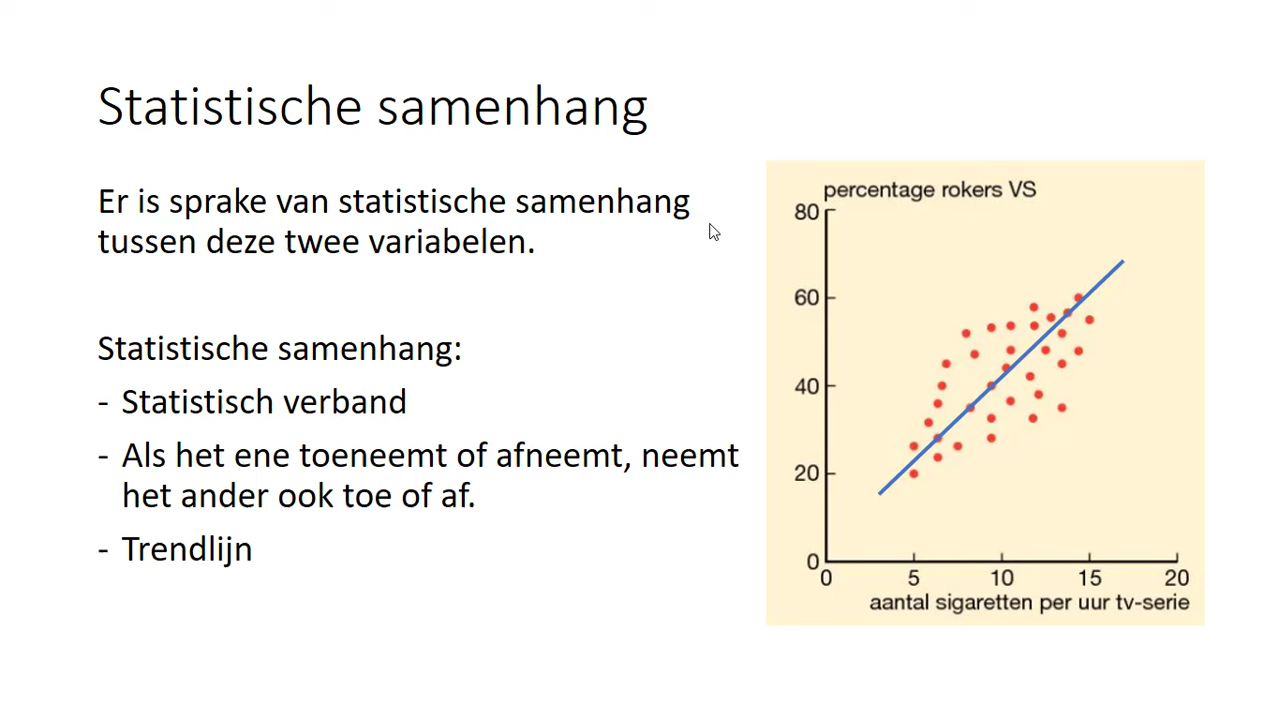 Statistische samenhang
Er is sprake van statistische samenhang
tussen deze twee variabelen.
Statistische samenhang:
- Statistisch verband
- Als het ene toeneemt of afneemt, neemt
het ander ook toe of af.
- Trendlijn
percentage rokers VS
80
60
40
20
0
0 5 10 15 20
aantal sigaretten per uur tv-serie